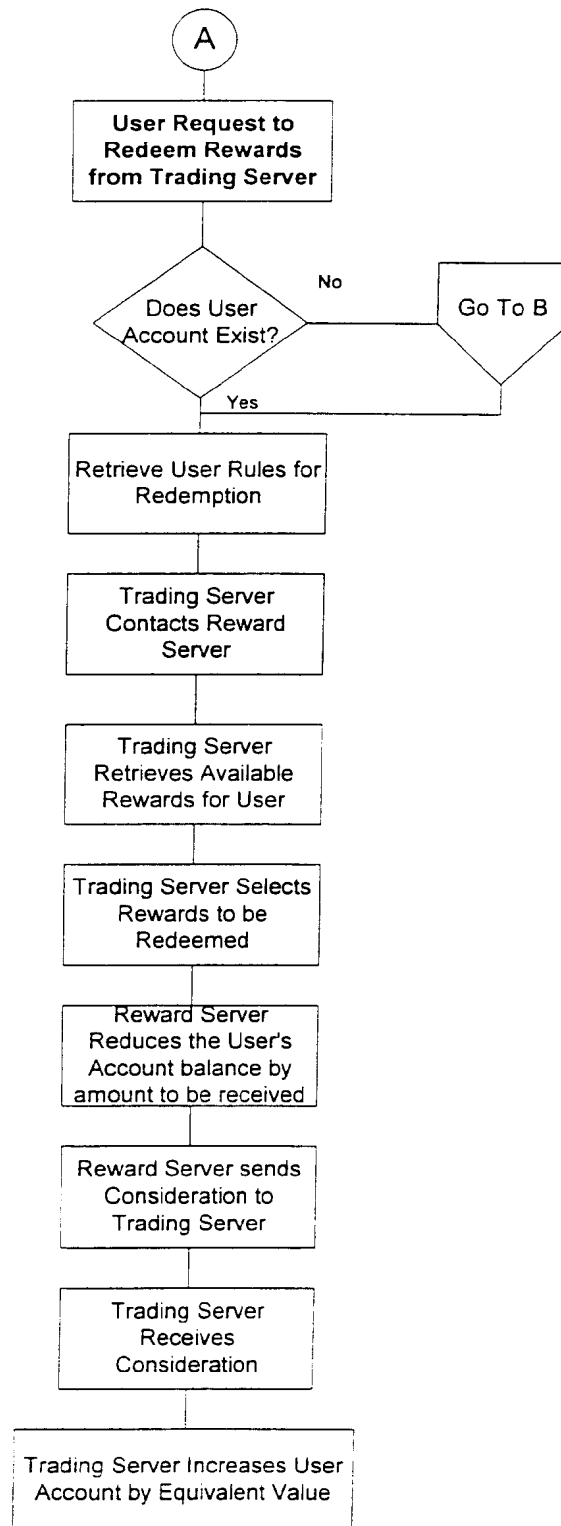 A
User Request to
Redeem Rewards
from Trading Server
Does User
Account Exist?
No
Go To B
Yes
Retrieve User Rules for
Redemption
Trading Server
Contacts Reward
Server
Trading Server
Retrieves Available
Rewards for User
Trading Server Selects
Rewards to be
Redeemed
Reward Server
Reduces the User's
Account balance by
amount to be received
Reward Server sends
Consideration to
Trading Server
Trading Server
Receives
Consideration
Trading Server Increases User
Account by Equivalent Value